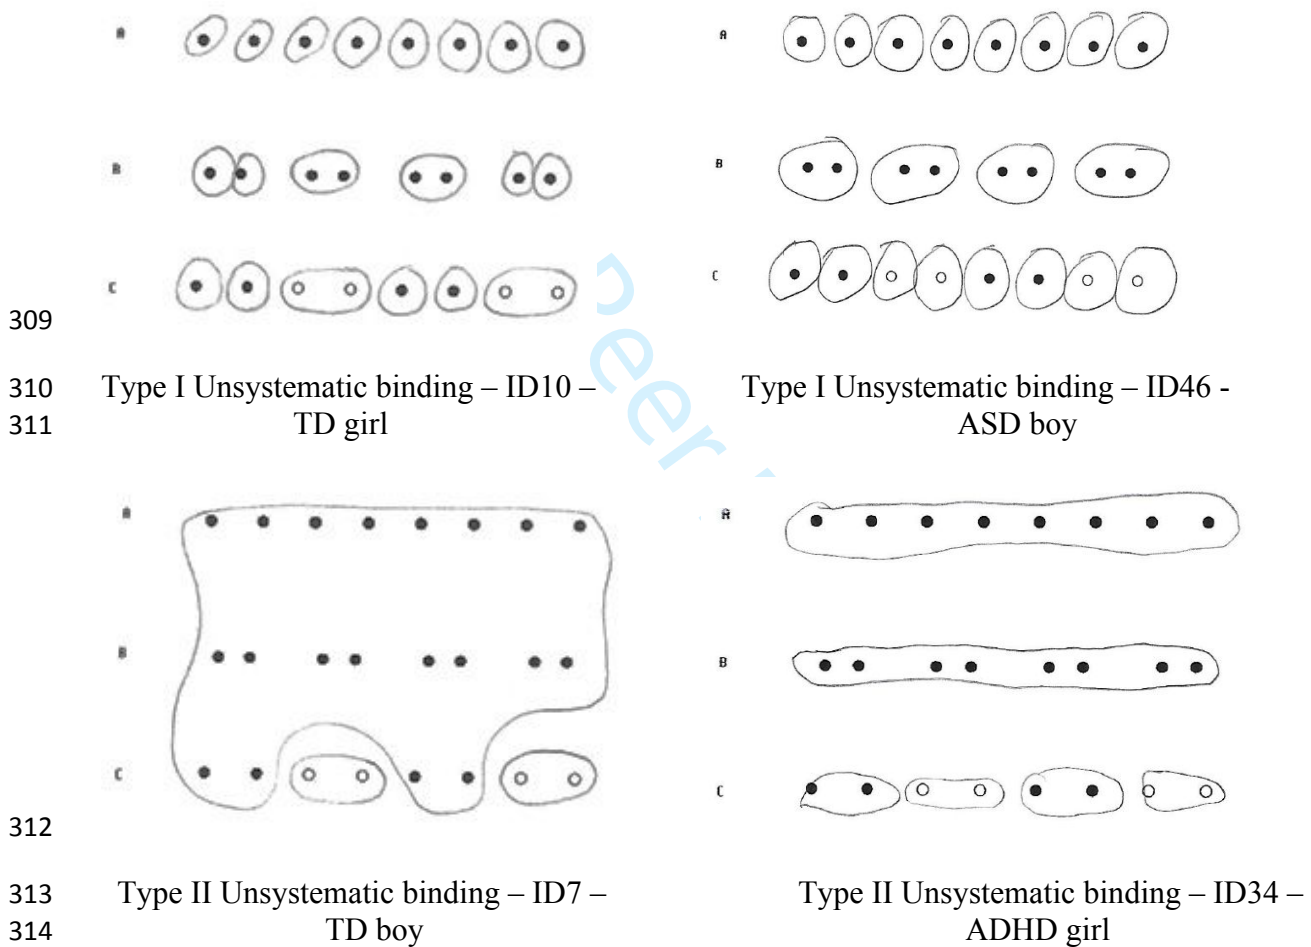 A A
B B
C C
309
310 Type I Unsystematic binding – ID10 – Type I Unsystematic binding – ID46 -
311 TD girl ASD boy
A A
B B
C C
312
313 Type II Unsystematic binding – ID7 – Type II Unsystematic binding – ID34 –
314 TD boy ADHD girl